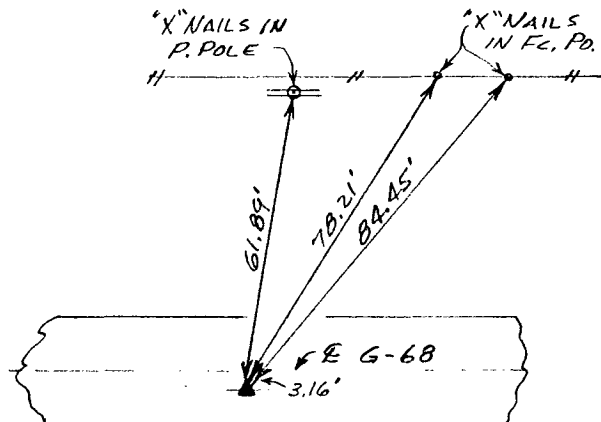 "X" NAILS IN
P. POLE
"X" NAILS
IN FC. PO.
61.89'
78.21'
84.45'
℄ G-68
3.16'